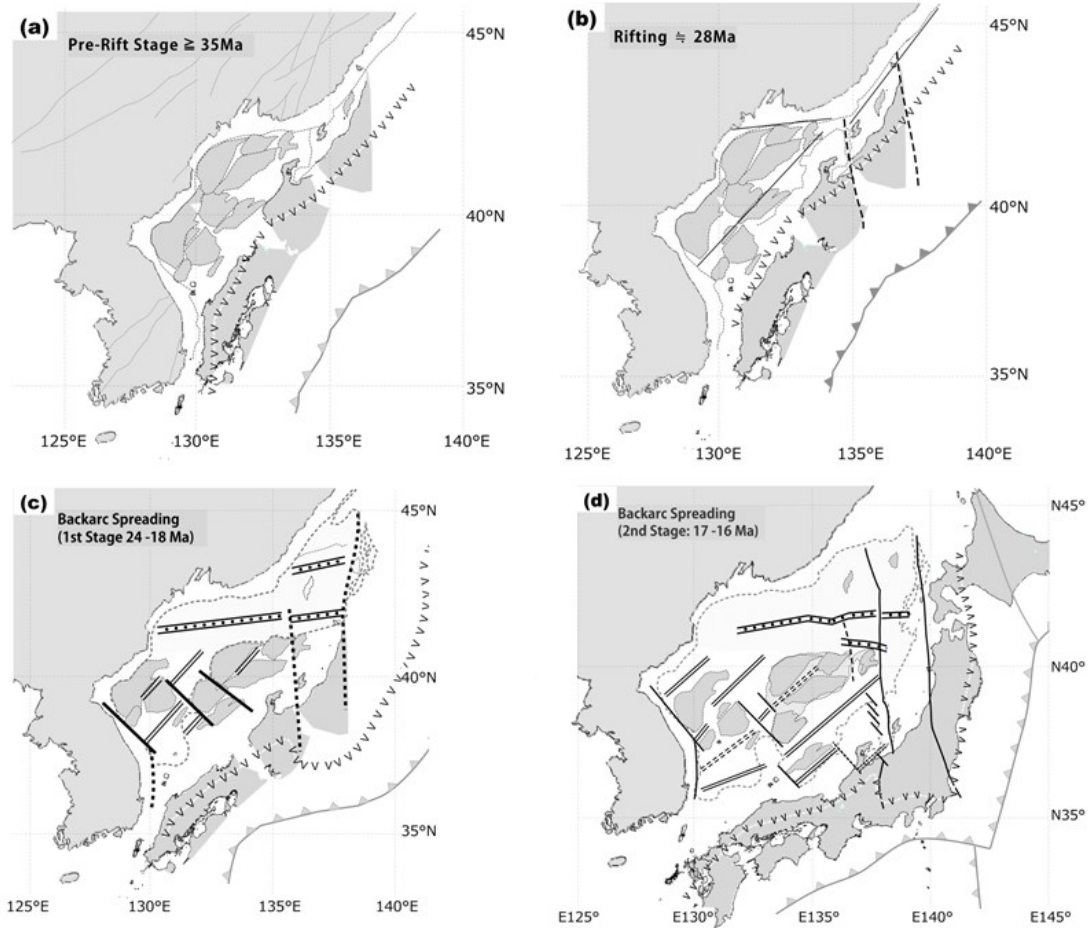 (a)
Pre-Rift Stage ≧ 35Ma
45°N
40°N
35°N
125°E
130°E
135°E
140°E
(b)
Rifting ≒ 28Ma
45°N
40°N
35°N
125°E
130°E
135°E
140°E
(c)
Backarc Spreading
(1st Stage 24 -18 Ma)
45°N
40°N
35°N
125°E
130°E
135°E
140°E
(d)
Backarc Spreading
(2nd Stage: 17 -16 Ma)
N45°
N40°
N35°
E125°
E130°
E135°
E140°
E145°